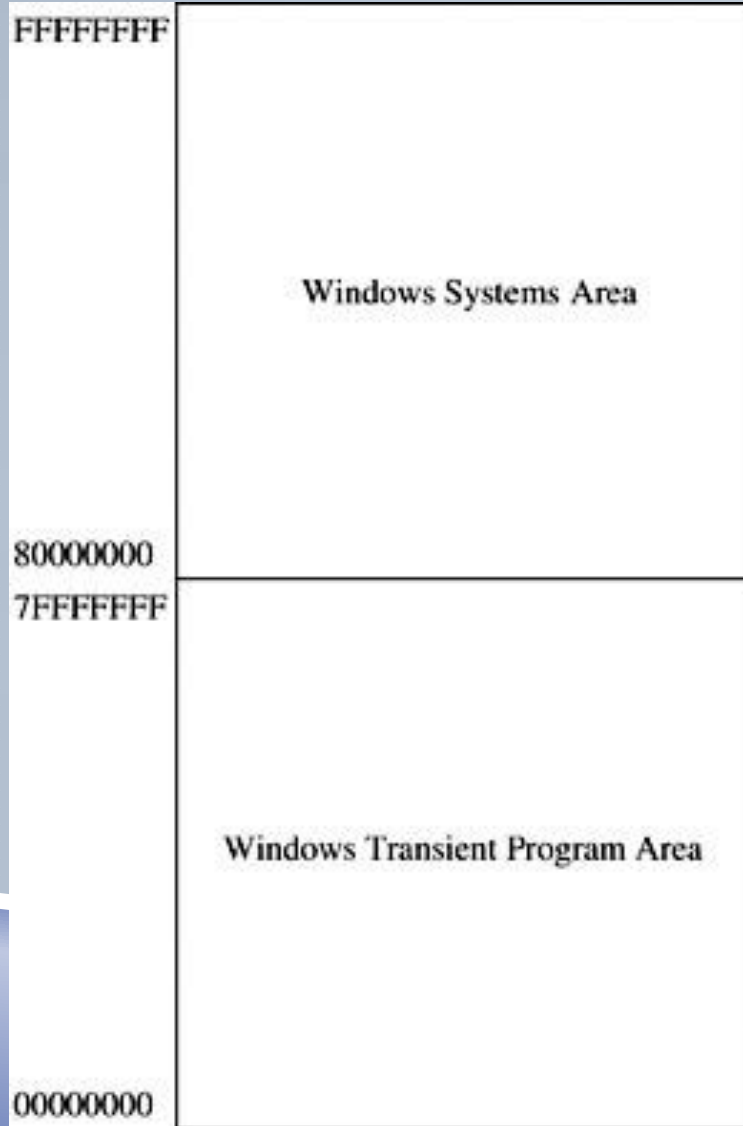 FFFFFFFF
Windows Systems Area
80000000
7FFFFFFF
Windows Transient Program Area
00000000